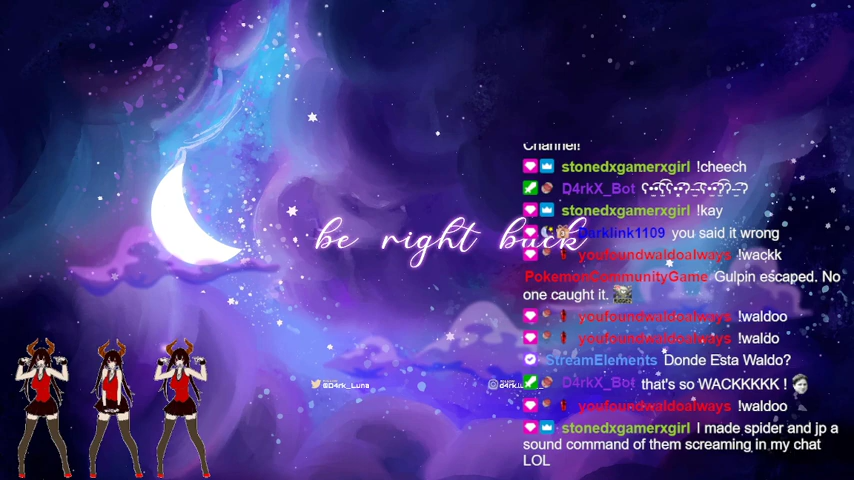 Channel!
stonedxgamerxgirl !cheech
D4rkX_Bot
stonedxgamerxgirl !kay
Darklink1109 you said it wrong
be right back
youfoundwaldoalways !wackk
PokemonCommunityGame Gulpin escaped. No
one caught it.
youfoundwaldoalways !waldoo
youfoundwaldoalways !waldo
StreamElements Donde Esta Waldo?
@D4rk_Luna
D4rkX_Bot that's so WACKKKKK !
youfoundwaldoalways !waldoo
stonedxgamerxgirl I made spider and jp a
sound command of them screaming in my chat
LOL